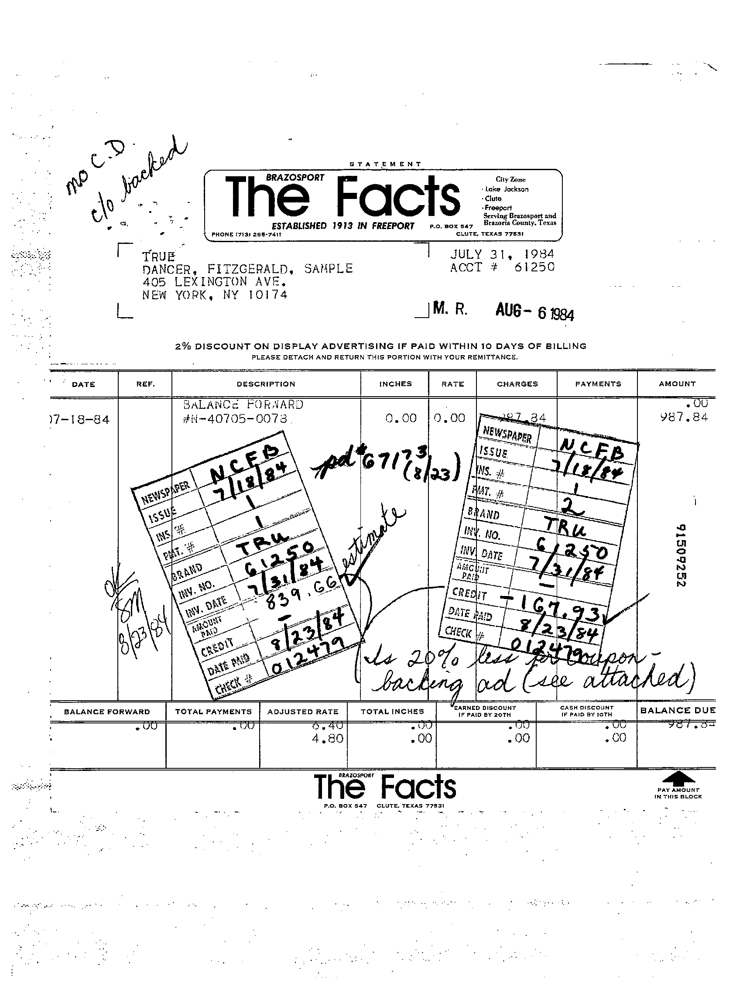 mo C.D.
c/o backed
STATEMENT
BRAZOSPORT
The Facts
ESTABLISHED 1913 IN FREEPORT
PHONE (713) 265-7411
P.O. BOX 547
CLUTE, TEXAS 77531
City Zone
· Lake Jackson
· Clute
· Freeport
Serving Brazosport and
Brazoria County, Texas
TRUE
DANCER, FITZGERALD, SAMPLE
405 LEXINGTON AVE.
NEW YORK, NY 10174
JULY 31, 1984
ACCT # 61250
M. R. AUG - 6 1984
2% DISCOUNT ON DISPLAY ADVERTISING IF PAID WITHIN 10 DAYS OF BILLING
PLEASE DETACH AND RETURN THIS PORTION WITH YOUR REMITTANCE.
DATE REF. DESCRIPTION INCHES RATE CHARGES PAYMENTS AMOUNT
BALANCE FORWARD .00
07-18-84 #N-40705-0073 0.00 0.00 987.84 987.84
pd # 67173 (8/23)
NEWSPAPER NCFB
ISSUE 7/18/84
INS. # 1
PMT. # 1
BRAND TRU
INV. NO. 61250
INV. DATE 7/31/84
AMOUNT PAID 839.66
CREDIT –
DATE PAID 8/23/84
CHECK # 012479
estimate
ok
SM
8/23/84
NEWSPAPER NCFB
ISSUE 7/18/84
INS. # 1
PMT. # 2
BRAND TRU
INV. NO. 61250
INV. DATE 7/31/84
AMOUNT PAID –
CREDIT – 167.93
DATE PAID 8/23/84
CHECK # 012479
91509252
(Is 20% less for coupon-
backing ad (see attached)
BALANCE FORWARD TOTAL PAYMENTS ADJUSTED RATE TOTAL INCHES EARNED DISCOUNT IF PAID BY 20TH CASH DISCOUNT IF PAID BY 10TH BALANCE DUE
.00 .00 6.40 .00 .00 .00 987.84
4.80 .00 .00 .00
BRAZOSPORT
The Facts
P.O. BOX 547 CLUTE, TEXAS 77531
PAY AMOUNT
IN THIS BLOCK